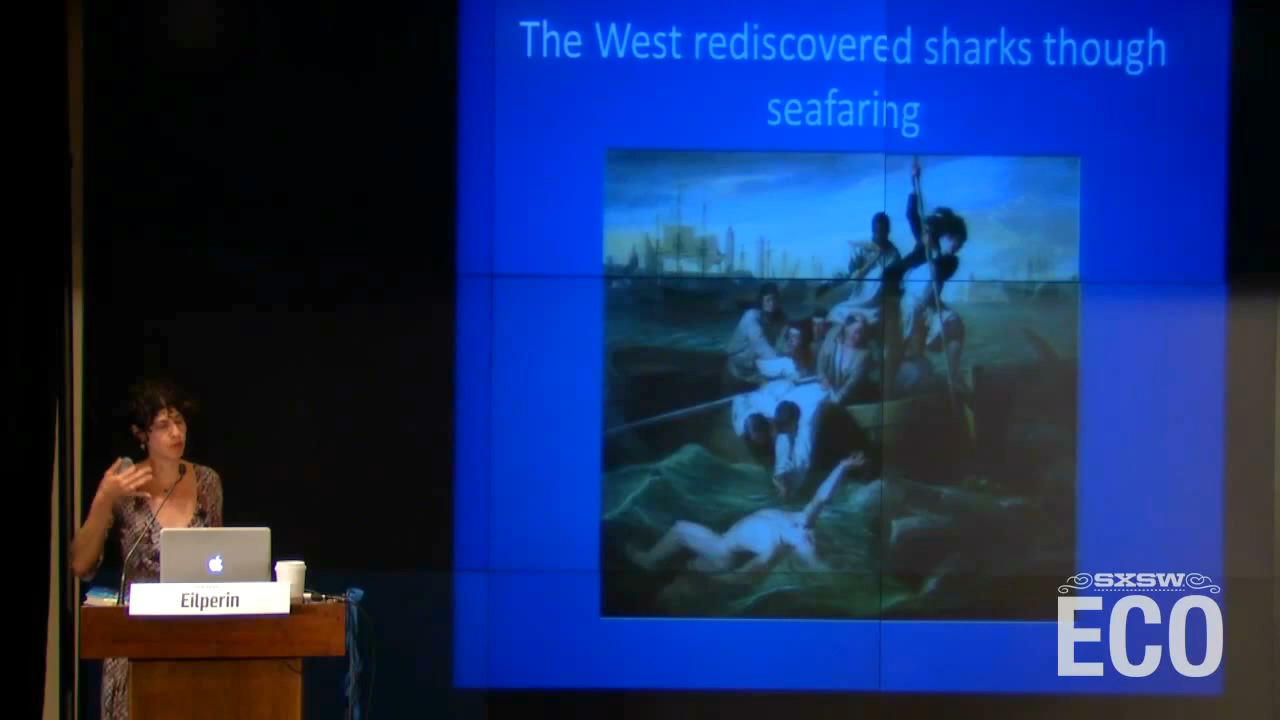 The West rediscovered sharks though
seafaring
Eilperin
SXSW
ECO